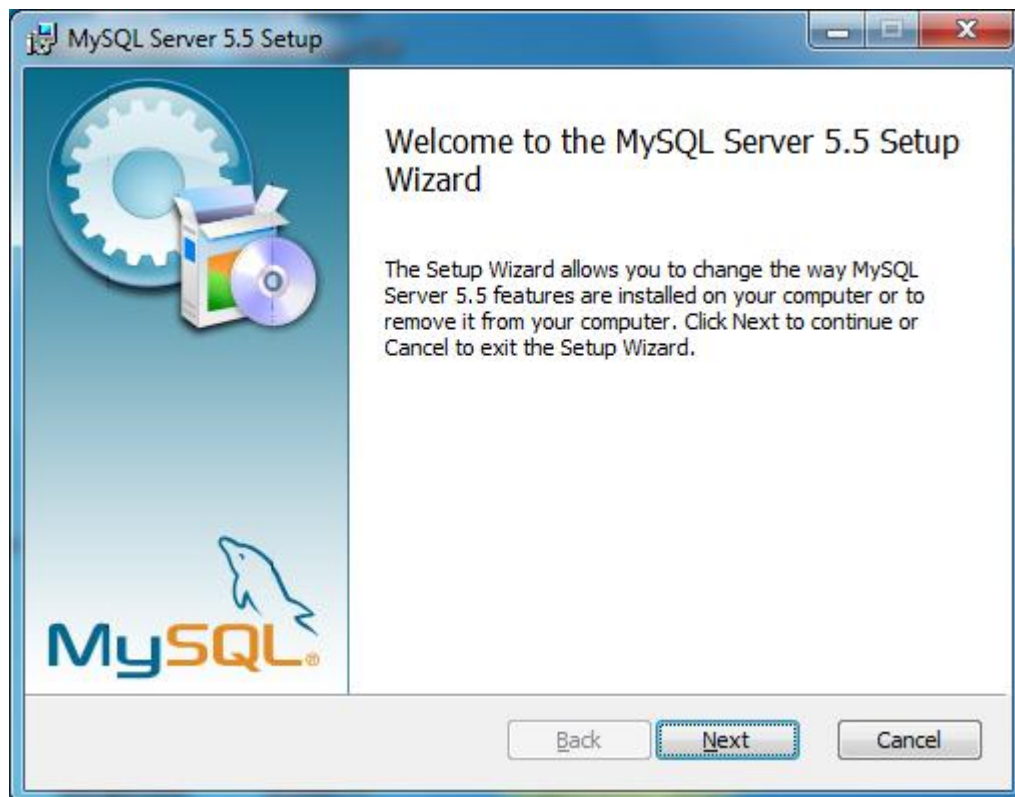 MySQL Server 5.5 Setup
Welcome to the MySQL Server 5.5 Setup
Wizard
The Setup Wizard allows you to change the way MySQL
Server 5.5 features are installed on your computer or to
remove it from your computer. Click Next to continue or
Cancel to exit the Setup Wizard.
MySQL®
Back Next Cancel